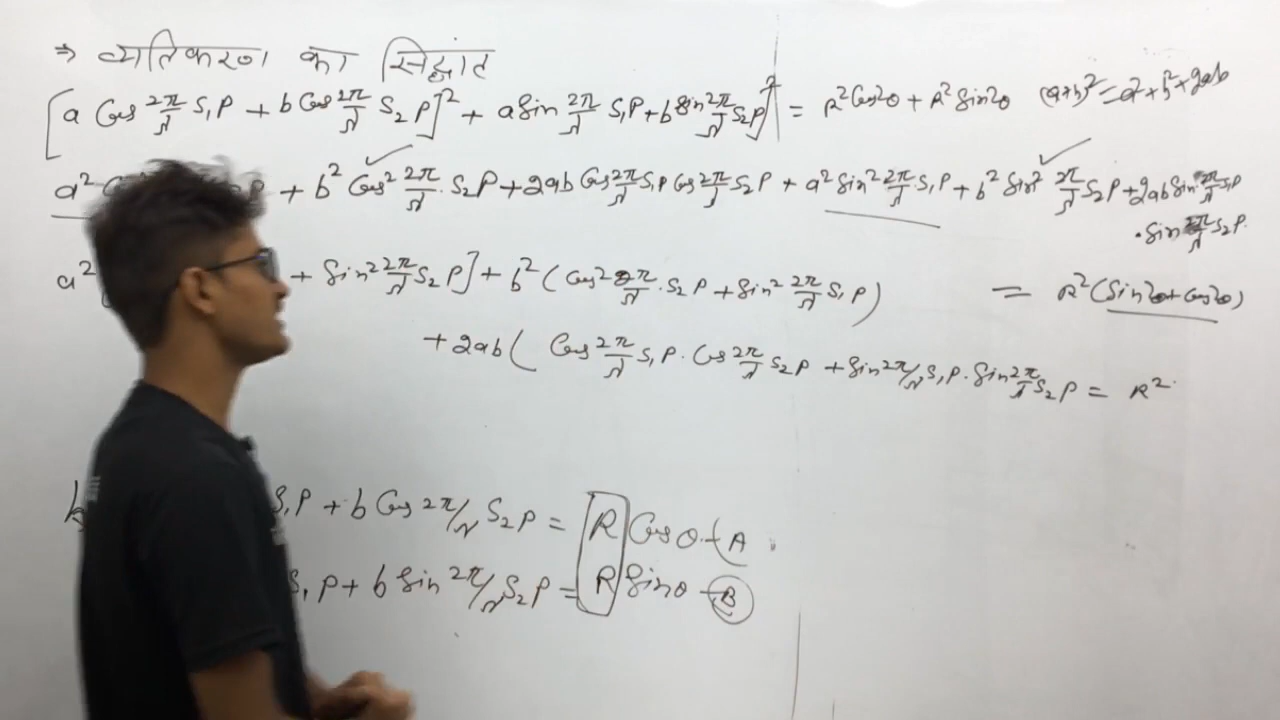 ⇒ व्यतिकरण का सिद्धांत
[a Cos 2π/λ S₁P + b Cos 2π/λ S₂P]² + a Sin 2π/λ S₁P + b Sin 2π/λ S₂P]² = R² Cos²θ + R² Sin²θ (a+b)² = a² + b² + 2ab
a² + b² Cos² 2π/λ . S₂P + 2ab Cos 2π/λ S₁P Cos 2π/λ S₂P + a² Sin² 2π/λ S₁P + b² Sin² 2π/λ S₂P + 2ab Sin 2π/λ S₁P
. Sin 2π/λ S₂P.
a² + Sin² 2π/λ S₂P] + b² (Cos² 2π/λ . S₂P + Sin² 2π/λ S₁P) = R² (Sin²θ + Cos²θ)
+ 2ab ( Cos 2π/λ S₁P . Cos 2π/λ S₂P + Sin 2π/λ S₁P . Sin 2π/λ S₂P = R²
S₁P + b Cos 2π/λ S₂P = R Cosθ - (A
S₁P + b Sin 2π/λ S₂P = R Sinθ - (B)